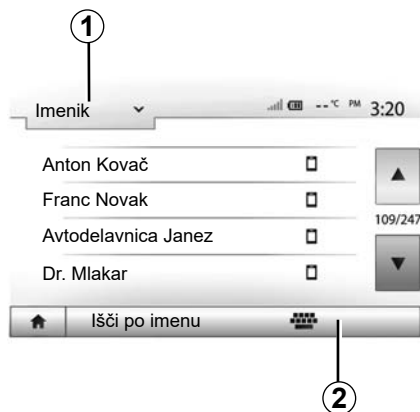 1
Imenik
--°C PM 3:20
Anton Kovač
Franc Novak
109/247
Avtodelavnica Janez
Dr. Mlakar
Išči po imenu
2